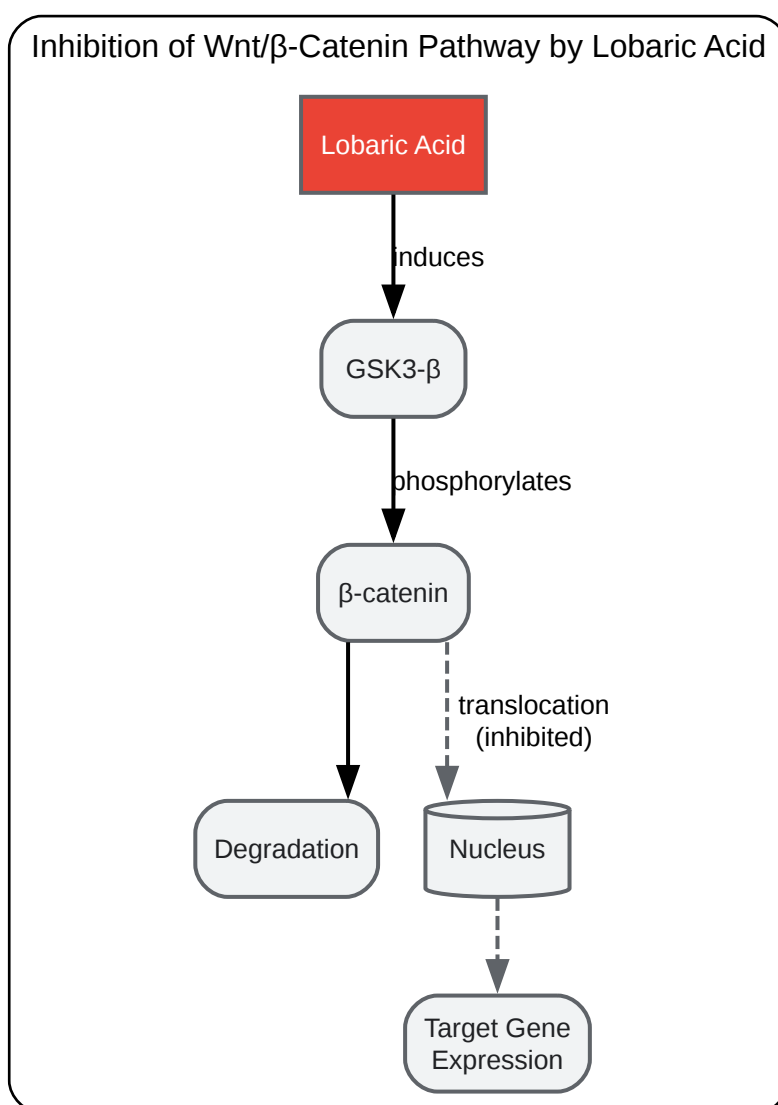 Inhibition of Wnt/β-Catenin Pathway by Lobaric Acid
Lobaric Acid
induces
GSK3-β
phosphorylates
β-catenin
translocation
(inhibited)
Degradation
Nucleus
Target Gene
Expression